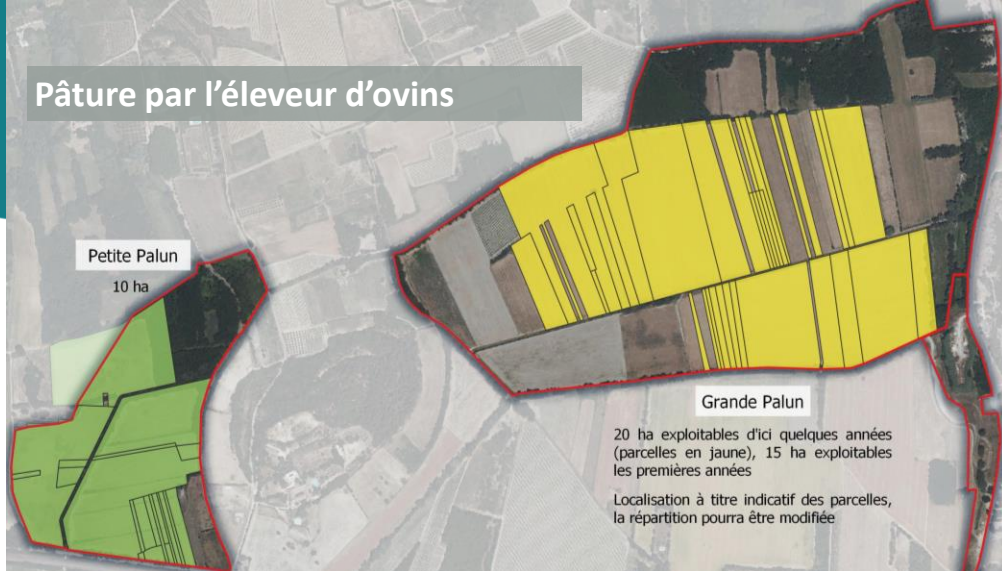 Pâture par l’éleveur d’ovins
Petite Palun
10 ha
Grande Palun
20 ha exploitables d'ici quelques années
(parcelles en jaune), 15 ha exploitables
les premières années
Localisation à titre indicatif des parcelles,
la répartition pourra être modifiée